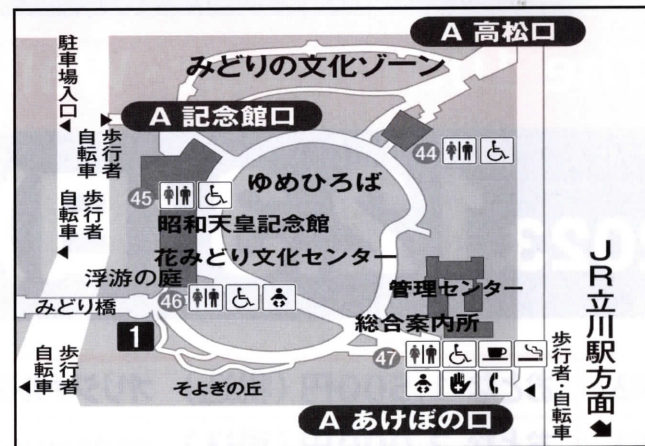 A 高松口
みどりの文化ゾーン
駐車場入口
A 記念館口
歩行者
自転車
44
ゆめひろば
45
歩行者
自転車
昭和天皇記念館
花みどり文化センター
浮游の庭
管理センター
みどり橋
46
総合案内所
1
47
歩行者
自転車
そよぎの丘
A あけぼの口
歩行者・自転車
JR立川駅方面
2023